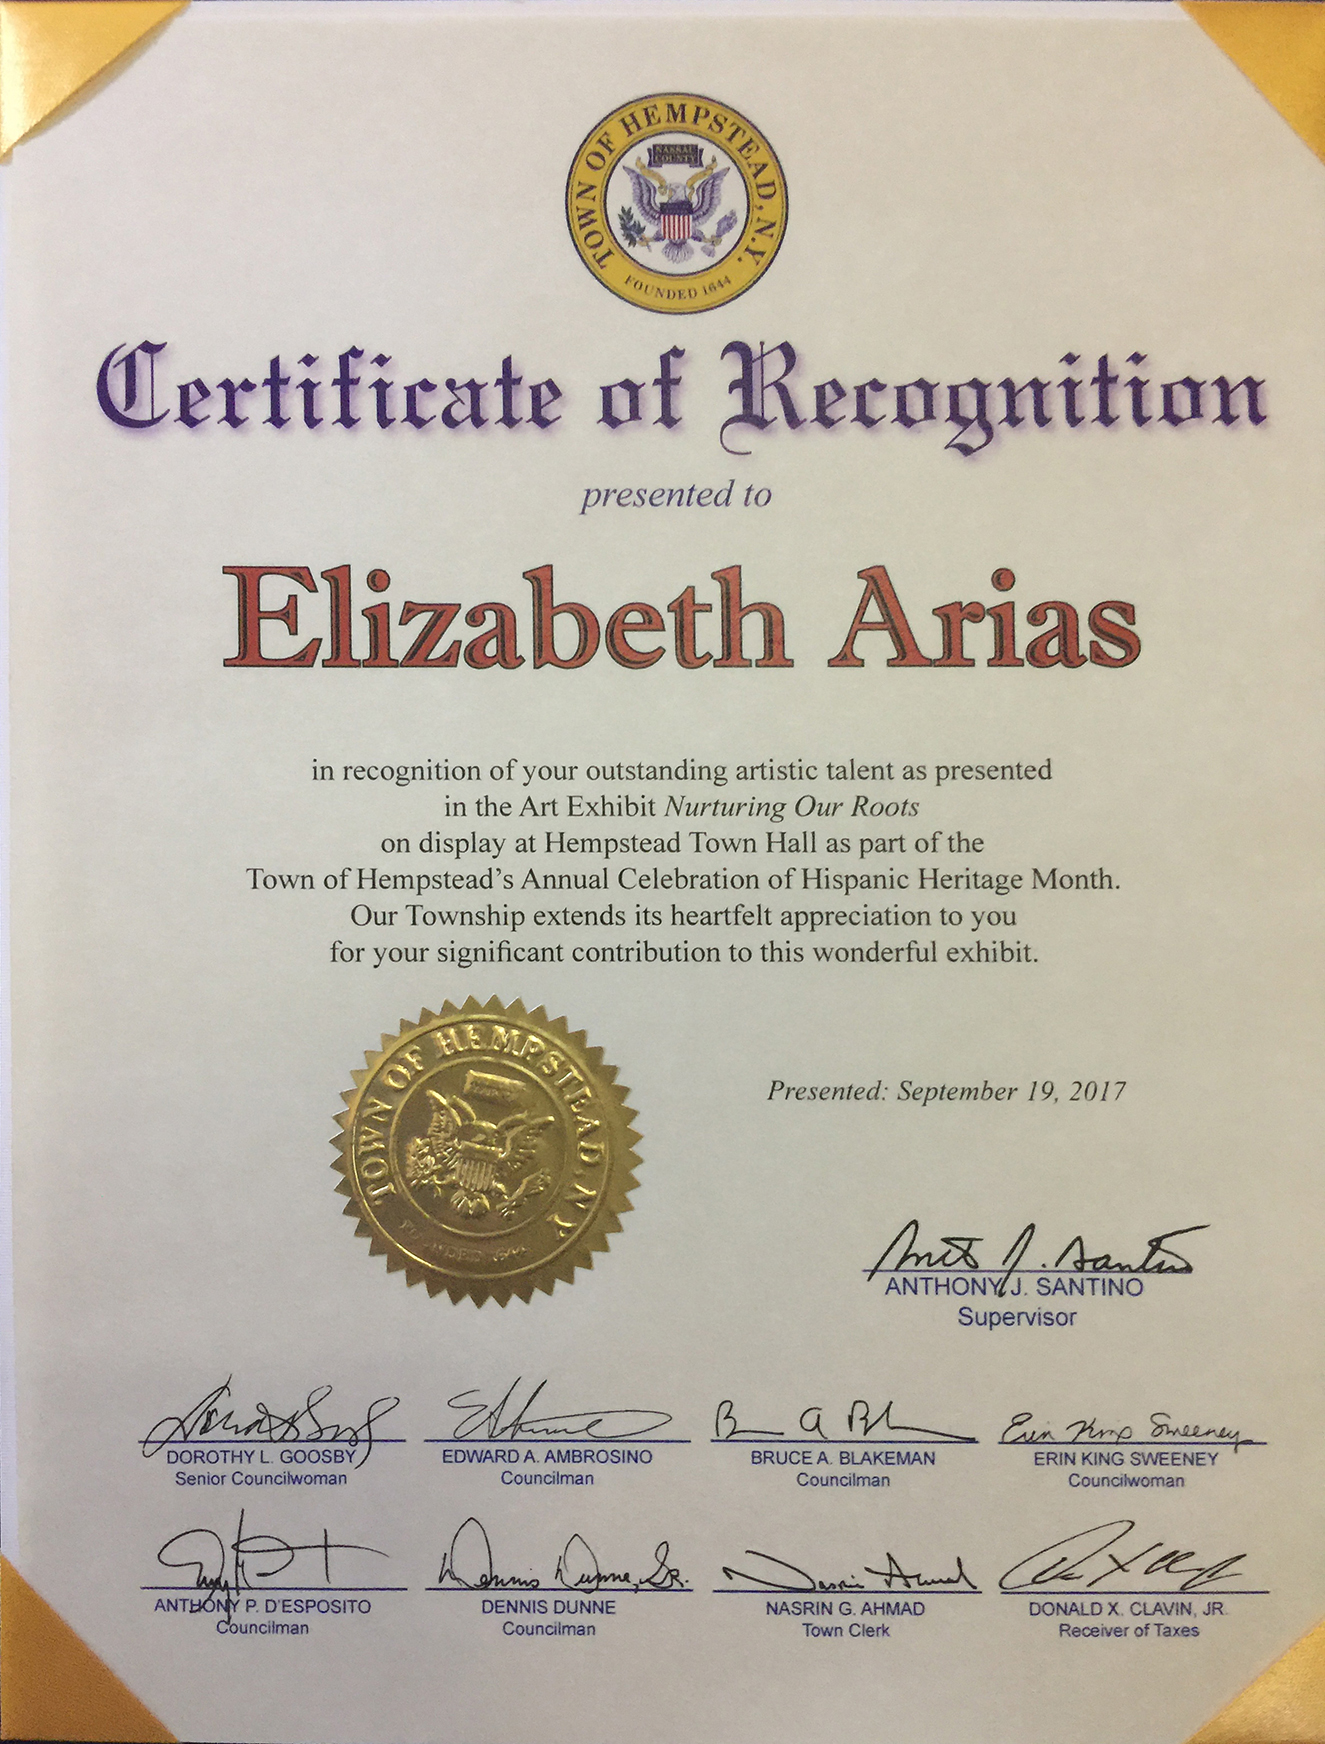 TOWN OF HEMPSTEAD, N.Y.
NASSAU
COUNTY
FOUNDED 1644
Certificate of Recognition
presented to
Elizabeth Arias
in recognition of your outstanding artistic talent as presented
in the Art Exhibit Nurturing Our Roots
on display at Hempstead Town Hall as part of the
Town of Hempstead's Annual Celebration of Hispanic Heritage Month.
Our Township extends its heartfelt appreciation to you
for your significant contribution to this wonderful exhibit.
TOWN OF HEMPSTEAD, N.Y.
Presented: September 19, 2017
ANTHONY J. SANTINO
Supervisor
DOROTHY L. GOOSBY
Senior Councilwoman
EDWARD A. AMBROSINO
Councilman
BRUCE A. BLAKEMAN
Councilman
Erin King Sweeney
ERIN KING SWEENEY
Councilwoman
ANTHONY P. D'ESPOSITO
Councilman
Dennis Dunne, Sr.
DENNIS DUNNE
Councilman
NASRIN G. AHMAD
Town Clerk
DONALD X. CLAVIN, JR.
Receiver of Taxes